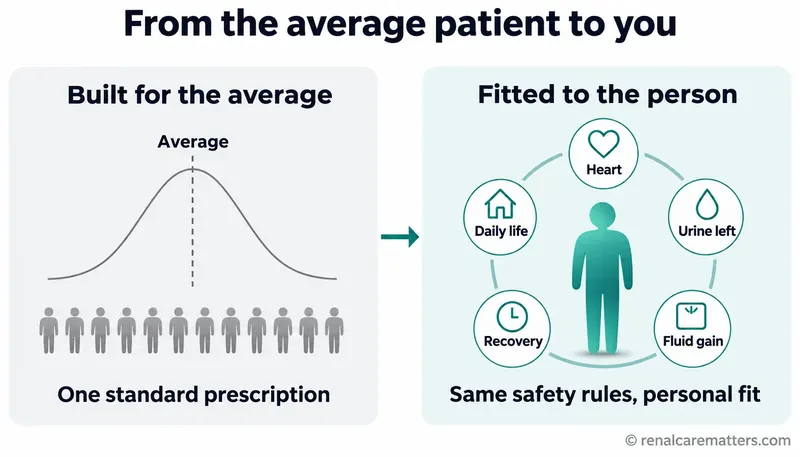 From the average patient to you
Built for the average
Average
One standard prescription
Fitted to the person
Heart
Daily life
Urine left
Recovery
Fluid gain
Same safety rules, personal fit
© renalcarematters.com